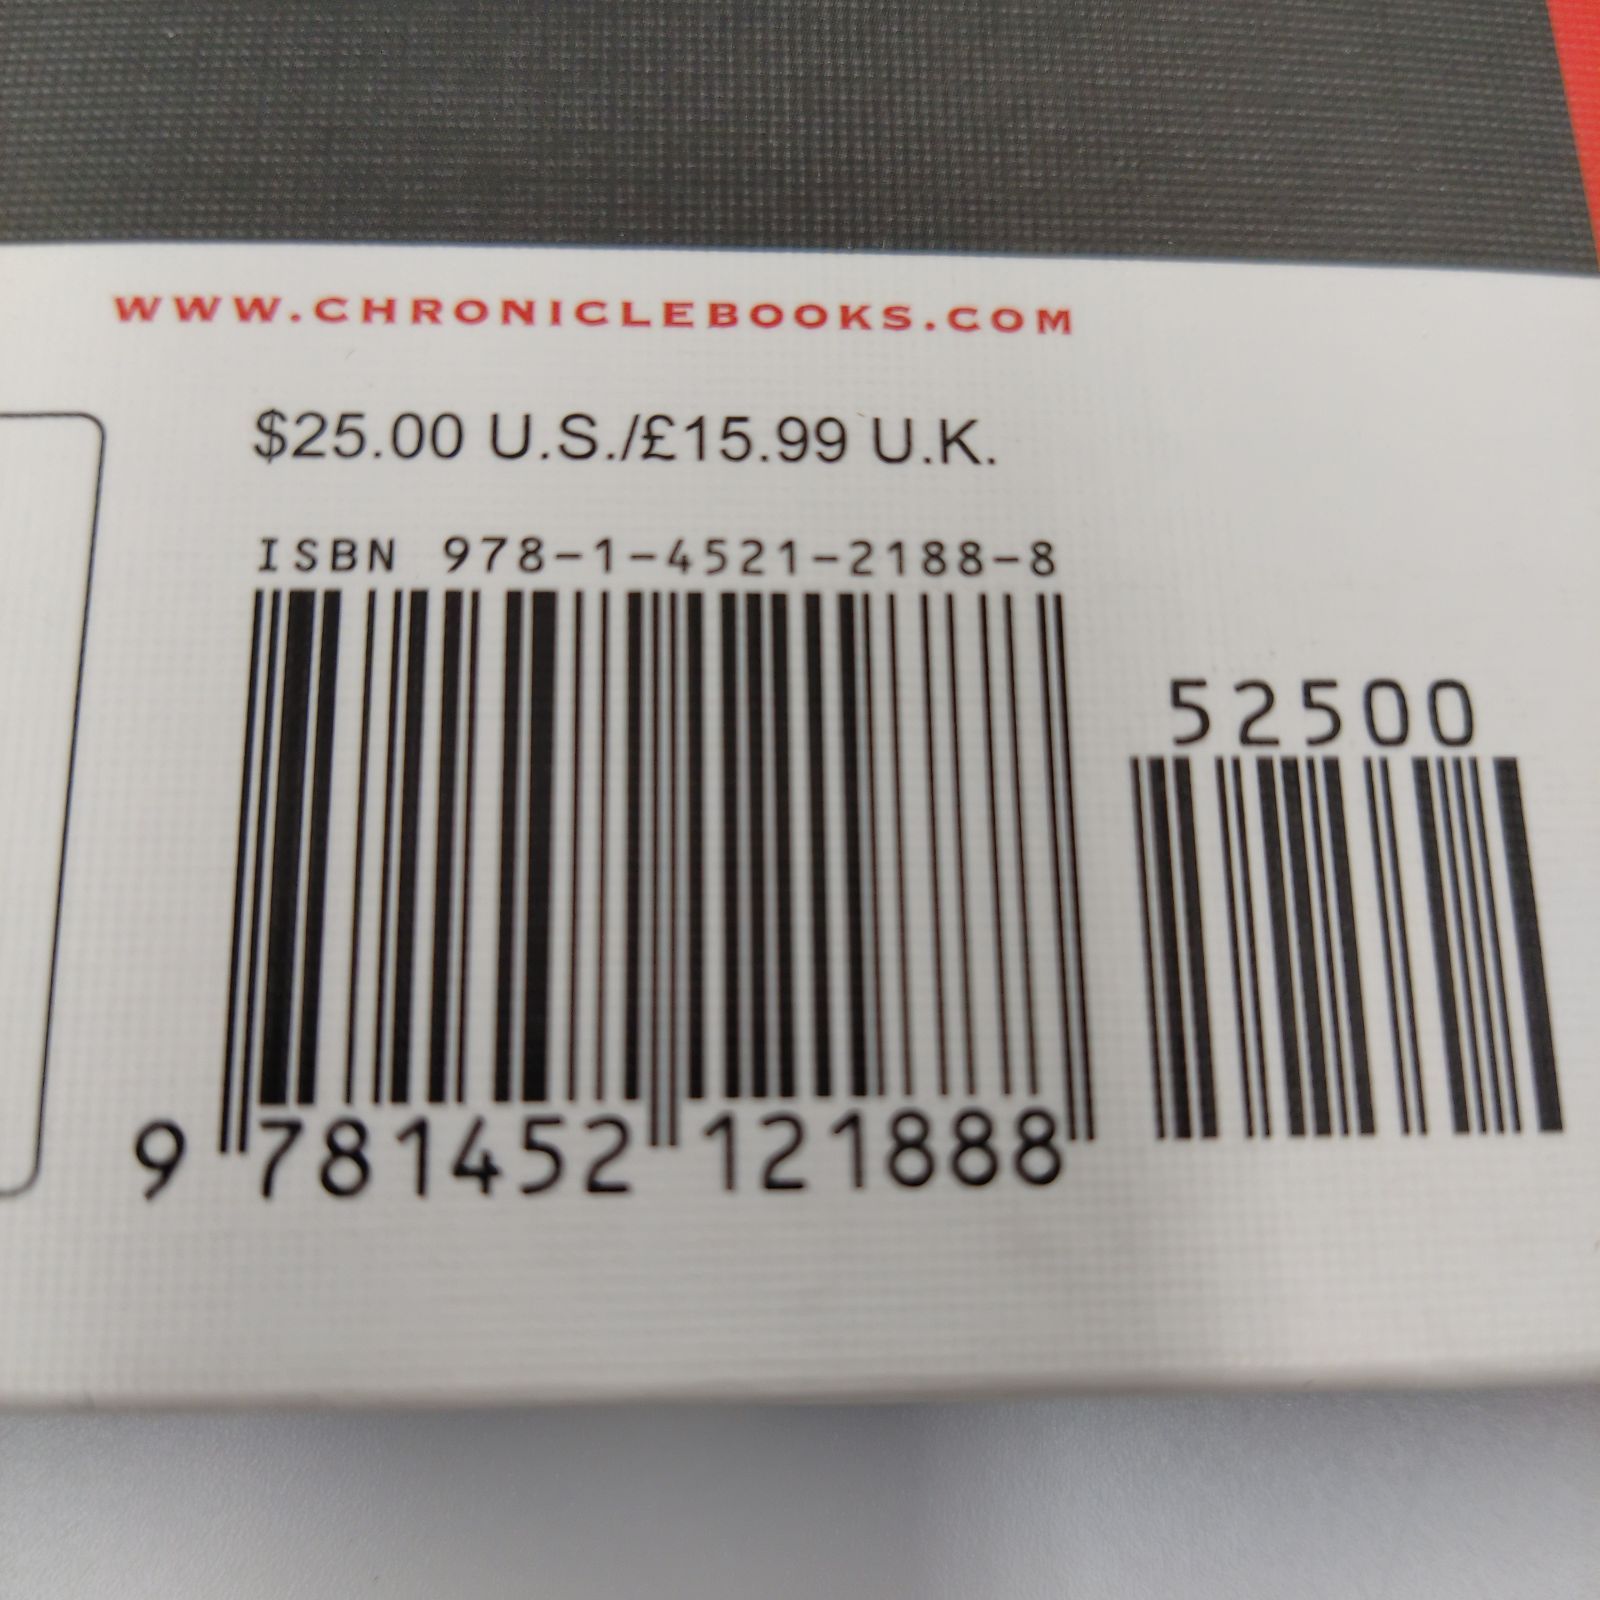 WWW.CHRONICLEBOOKS.COM
$25.00 U.S./£15.99 U.K.
ISBN 978-1-4521-2188-8
52500
9 781452 121888